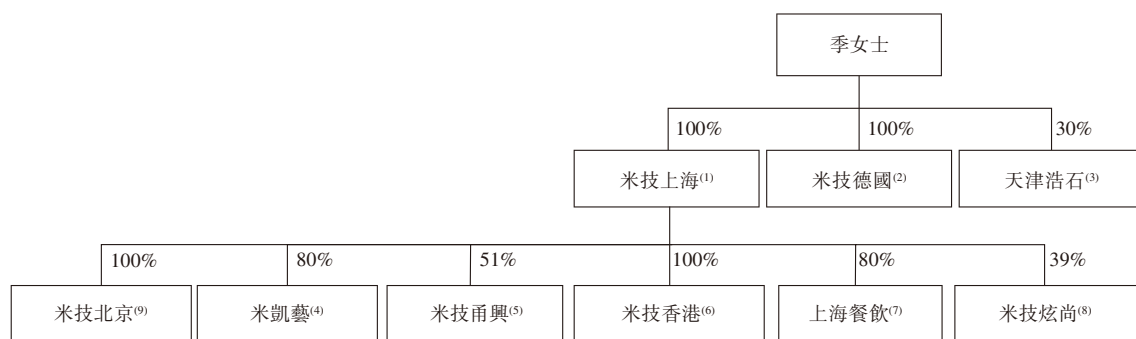 季女士
100%
100%
30%
米技上海(1)
米技德國(2)
天津浩石(3)
100%
80%
51%
100%
80%
39%
米技北京(9)
米凱藝(4)
米技甬興(5)
米技香港(6)
上海餐飲(7)
米技炫尚(8)